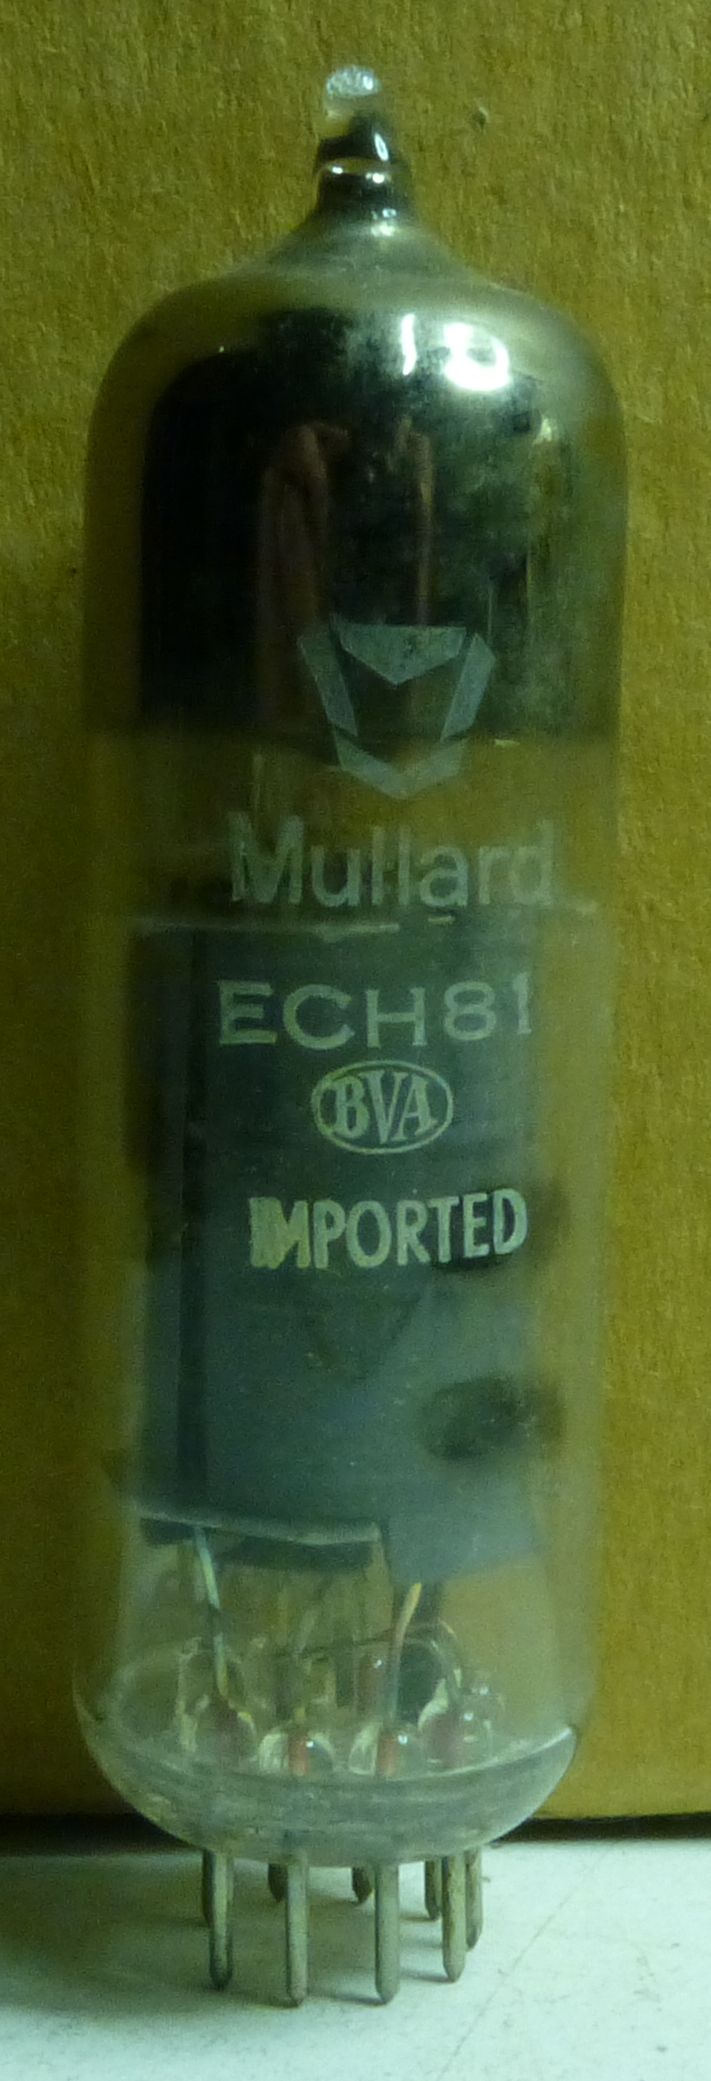 Mullard
ECH81
BVA
IMPORTED